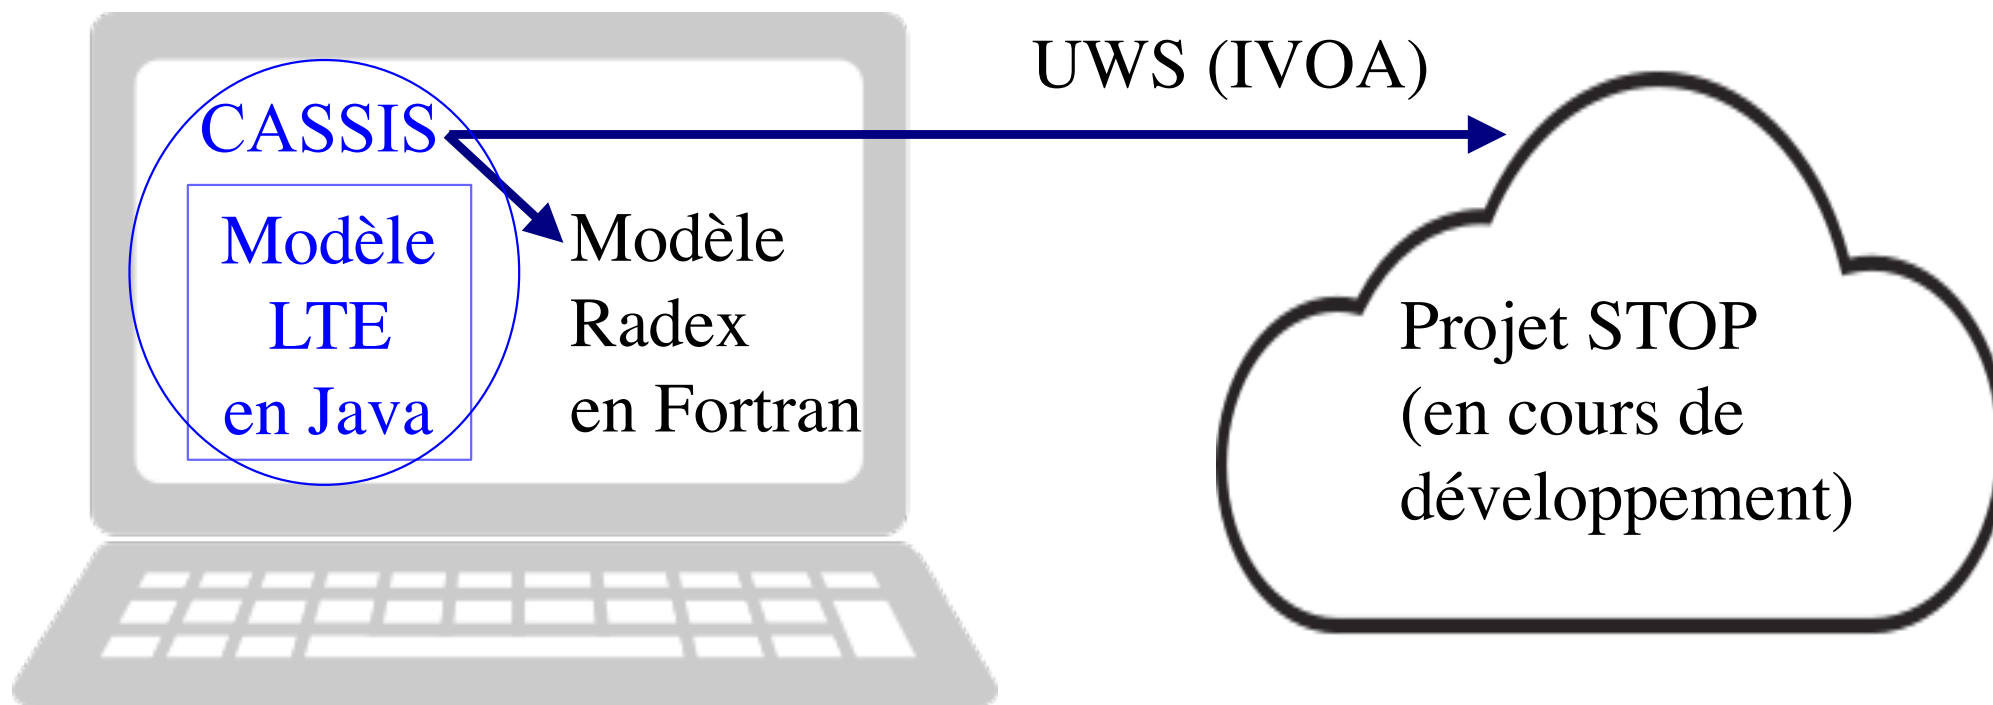 UWS (IVOA)
CASSIS
Modèle
LTE
en Java
Modèle
Radex
en Fortran
Projet STOP
(en cours de
développement)